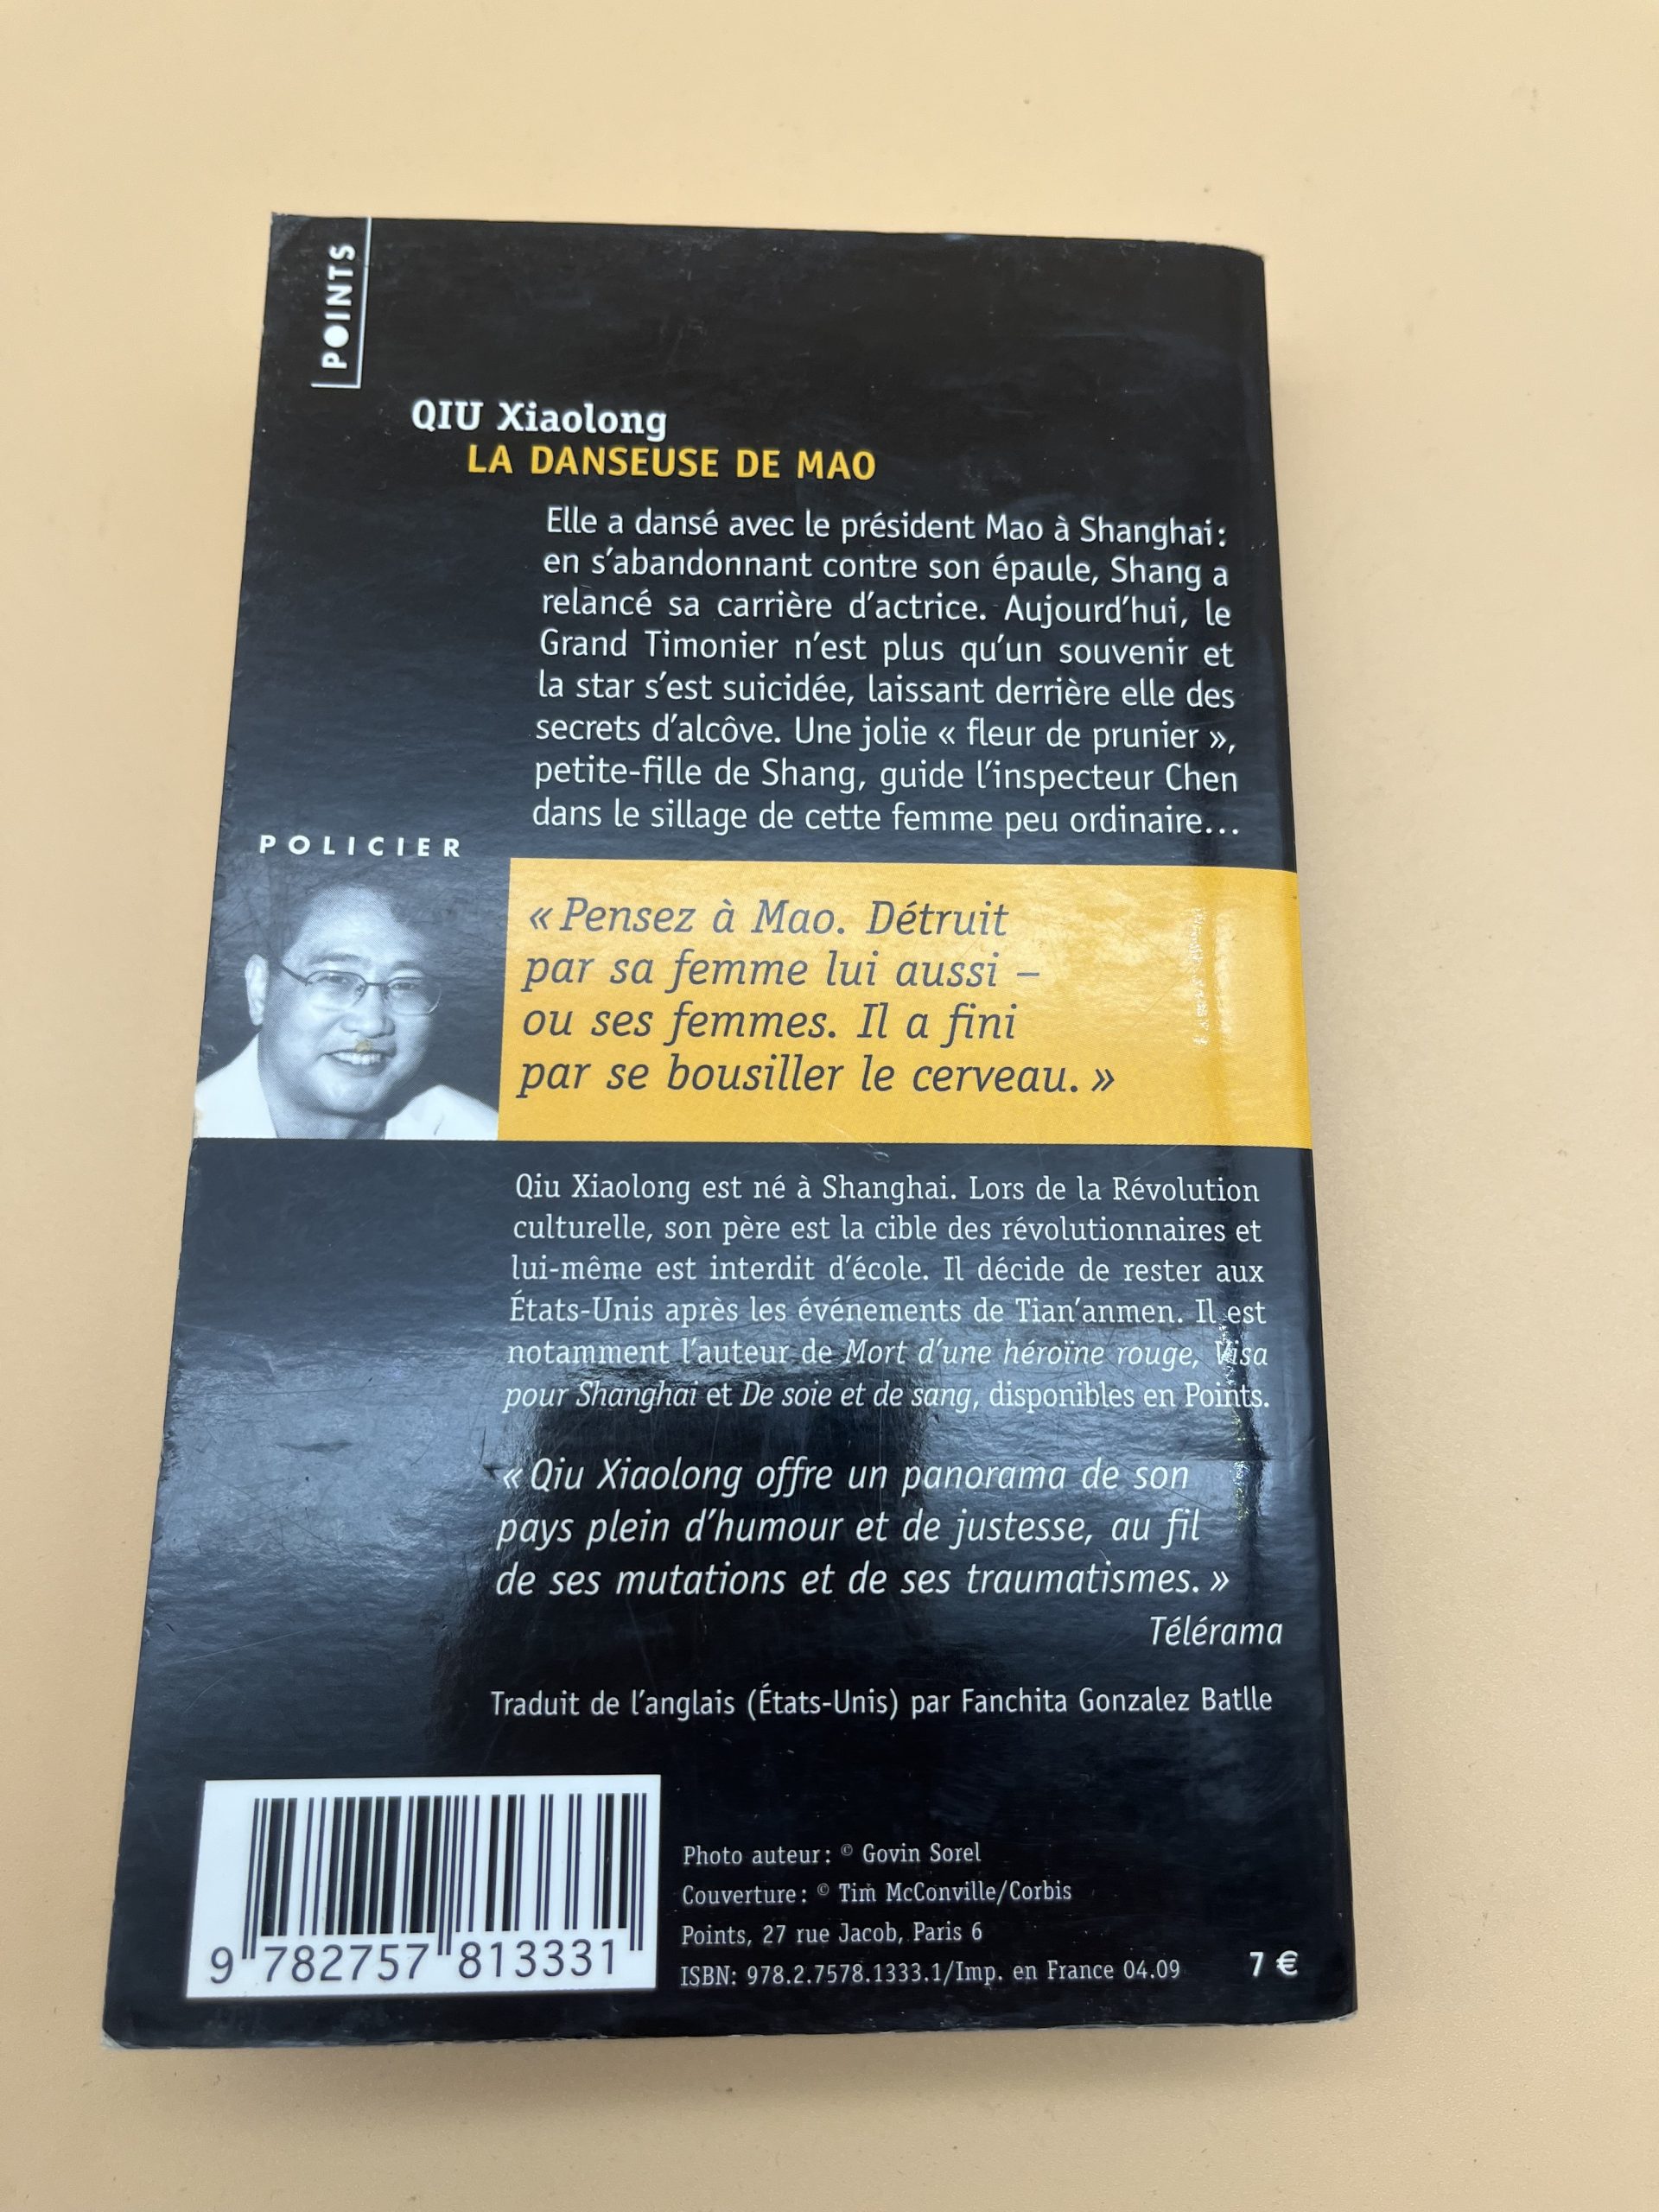 POINTS
QIU Xiaolong
LA DANSEUSE DE MAO
Elle a dansé avec le président Mao à Shanghai :
en s'abandonnant contre son épaule, Shang a
relancé sa carrière d'actrice. Aujourd'hui, le
Grand Timonier n'est plus qu'un souvenir et
la star s'est suicidée, laissant derrière elle des
secrets d'alcôve. Une jolie « fleur de prunier »,
petite-fille de Shang, guide l'inspecteur Chen
dans le sillage de cette femme peu ordinaire…
POLICIER
« Pensez à Mao. Détruit
par sa femme lui aussi –
ou ses femmes. Il a fini
par se bousiller le cerveau. »
Qiu Xiaolong est né à Shanghai. Lors de la Révolution
culturelle, son père est la cible des révolutionnaires et
lui-même est interdit d'école. Il décide de rester aux
États-Unis après les événements de Tian'anmen. Il est
notamment l'auteur de Mort d'une héroïne rouge, Visa
pour Shanghai et De soie et de sang, disponibles en Points.
« Qiu Xiaolong offre un panorama de son
pays plein d'humour et de justesse, au fil
de ses mutations et de ses traumatismes. »
Télérama
Traduit de l'anglais (États-Unis) par Fanchita Gonzalez Batlle
9 782757 813331
Photo auteur : © Govin Sorel
Couverture : © Tim McConville/Corbis
Points, 27 rue Jacob, Paris 6
ISBN: 978.2.7578.1333.1/Imp. en France 04.09
7 €